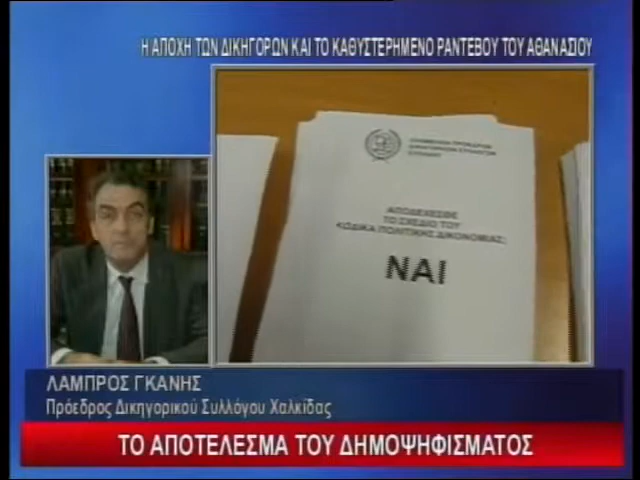 Η ΑΠΟΧΗ ΤΩΝ ΔΙΚΗΓΟΡΩΝ ΚΑΙ ΤΟ ΚΑΘΥΣΤΕΡΗΜΕΝΟ ΡΑΝΤΕΒΟΥ ΤΟΥ ΑΘΑΝΑΣΙΟΥ
ΑΠΟΔΕΧΕΣΘΕ
ΤΟ ΣΧΕΔΙΟ ΤΟΥ
ΚΩΔΙΚΑ ΠΟΛΙΤΙΚΗΣ ΔΙΚΟΝΟΜΙΑΣ;
ΝΑΙ
ΛΑΜΠΡΟΣ ΓΚΑΝΗΣ
Πρόεδρος Δικηγορικού Συλλόγου Χαλκίδας
ΤΟ ΑΠΟΤΕΛΕΣΜΑ ΤΟΥ ΔΗΜΟΨΗΦΙΣΜΑΤΟΣ